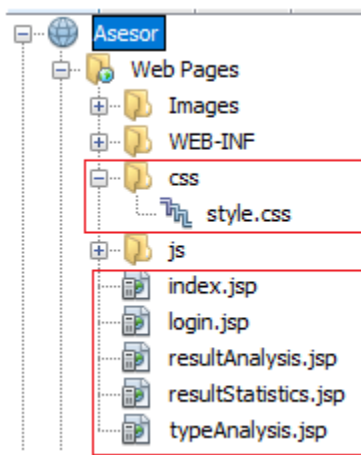 Asesor
Web Pages
Images
WEB-INF
css
style.css
js
index.jsp
login.jsp
resultAnalysis.jsp
resultStatistics.jsp
typeAnalysis.jsp